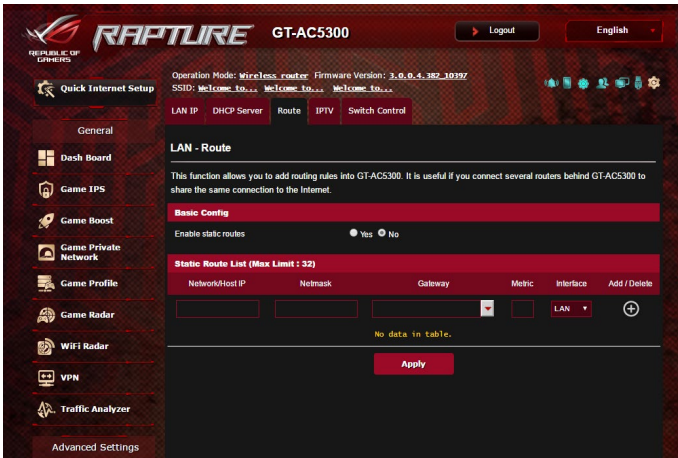 REPUBLIC OF
GAMERS
RAPTURE
GT-AC5300
Logout
English
Quick Internet Setup
General
Dash Board
Game IPS
Game Boost
Game Private
Network
Game Profile
Game Radar
WiFi Radar
VPN
Traffic Analyzer
Advanced Settings
Operation Mode: Wireless router Firmware Version: 3.0.0.4.382_10397
SSID: Welcome to... Welcome to... Welcome to...
LAN IP DHCP Server Route IPTV Switch Control
LAN - Route
This function allows you to add routing rules into GT-AC5300. It is useful if you connect several routers behind GT-AC5300 to
share the same connection to the Internet.
Basic Config
Enable static routes Yes No
Static Route List (Max Limit : 32)
Network/Host IP Netmask Gateway Metric Interface Add / Delete
LAN
No data in table.
Apply